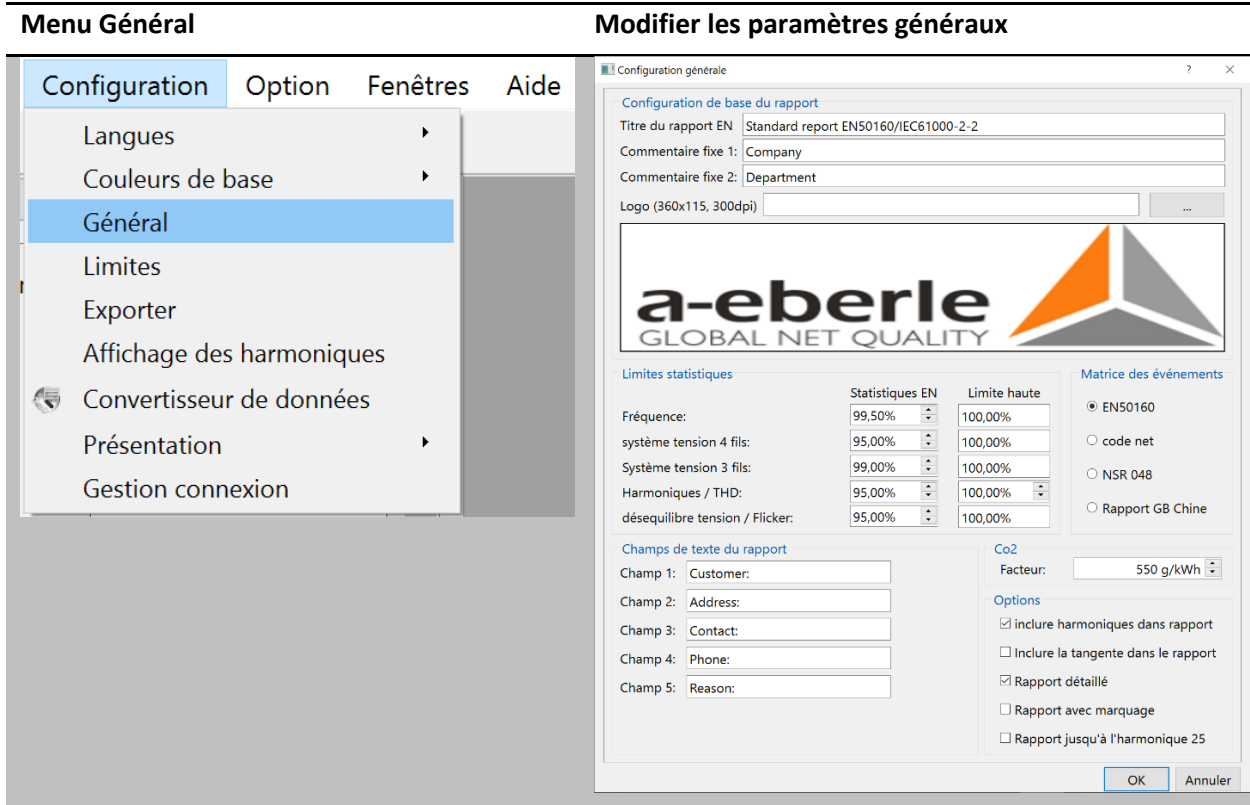 Menu Général
Modifier les paramètres généraux
Configuration Option Fenêtres Aide
Langues
Couleurs de base
Général
Limites
Exporter
Affichage des harmoniques
Convertisseur de données
Présentation
Gestion connexion
Configuration générale ?
Configuration de base du rapport
Titre du rapport EN Standard report EN50160/IEC61000-2-2
Commentaire fixe 1: Company
Commentaire fixe 2: Department
Logo (360x115, 300dpi) ...
a-eberle
GLOBAL NET QUALITY
Limites statistiques
Statistiques EN Limite haute
Fréquence: 99,50% 100,00%
système tension 4 fils: 95,00% 100,00%
Système tension 3 fils: 99,00% 100,00%
Harmoniques / THD: 95,00% 100,00%
désequilibre tension / Flicker: 95,00% 100,00%
Matrice des événements
EN50160
code net
NSR 048
Rapport GB Chine
Champs de texte du rapport
Champ 1: Customer:
Champ 2: Address:
Champ 3: Contact:
Champ 4: Phone:
Champ 5: Reason:
Co2
Facteur: 550 g/kWh
Options
inclure harmoniques dans rapport
Inclure la tangente dans le rapport
Rapport détaillé
Rapport avec marquage
Rapport jusqu'à l'harmonique 25
OK Annuler